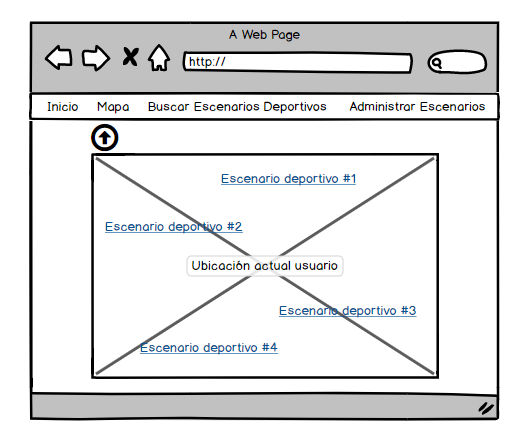 A Web Page
http://
Inicio Mapa Buscar Escenarios Deportivos Administrar Escenarios
Escenario deportivo #1
Escenario deportivo #2
Ubicación actual usuario
Escenario deportivo #3
Escenario deportivo #4